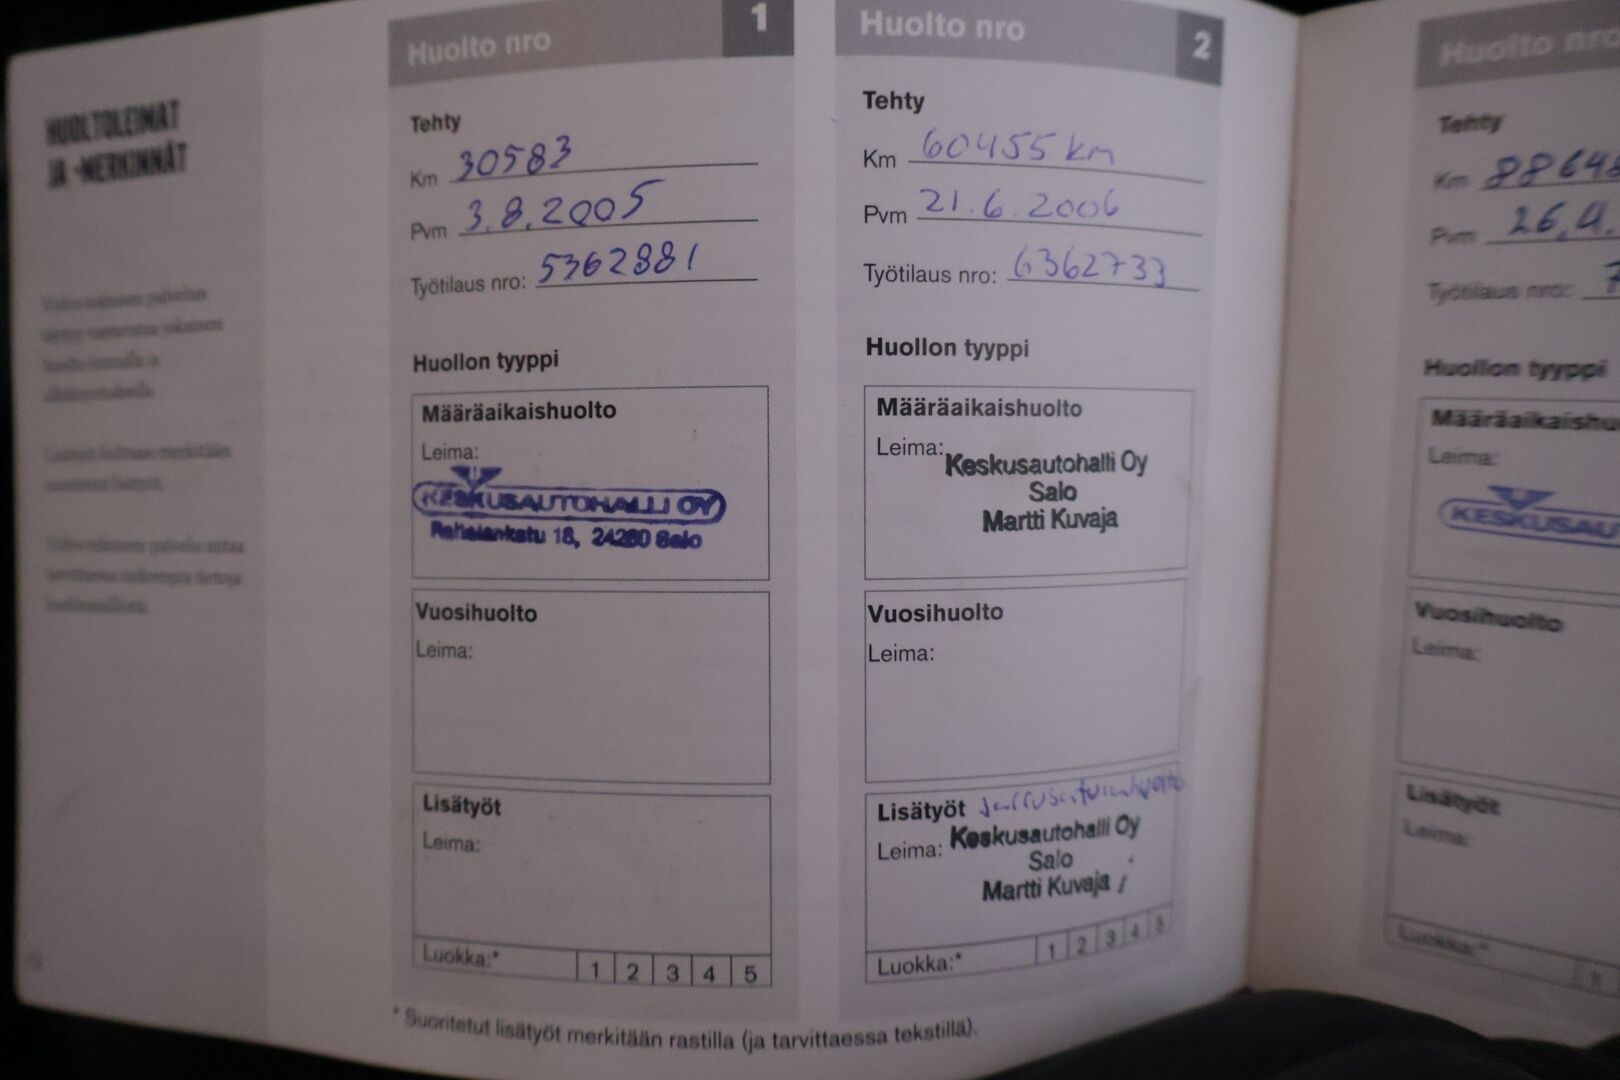 HUOLTOLEIMAT
JA -MERKINNÄT
Huolto nro 1
Tehty
Km 30583
Pvm 3.8.2005
Työtilaus nro: 5362881
Huollon tyyppi
Määräaikaishuolto
Leima:
KESKUSAUTOHALLI OY
18, 24260 Salo
Vuosihuolto
Leima:
Lisätyöt
Leima:
Luokka:* 1 2 3 4 5
* Suoritetut lisätyöt merkitään rastilla (ja tarvittaessa tekstillä).
Huolto nro 2
Tehty
Km 60455 km
Pvm 21.6.2006
Työtilaus nro: 6362733
Huollon tyyppi
Määräaikaishuolto
Leima:
Keskusautohalli Oy
Salo
Martti Kuvaja
Vuosihuolto
Leima:
Lisätyöt
Leima: Keskusautohalli Oy
Salo
Martti Kuvaja
Luokka:* 1 2 3 4 5
Huolto nro
Tehty
Km 8864
Pvm 26.4.
Työtilaus nro: 7
Huollon tyyppi
Määräaikaishu
Leima:
KESKUSAU
Vuosihuolto
Leima:
Lisätyöt
Leima:
Luokka:*